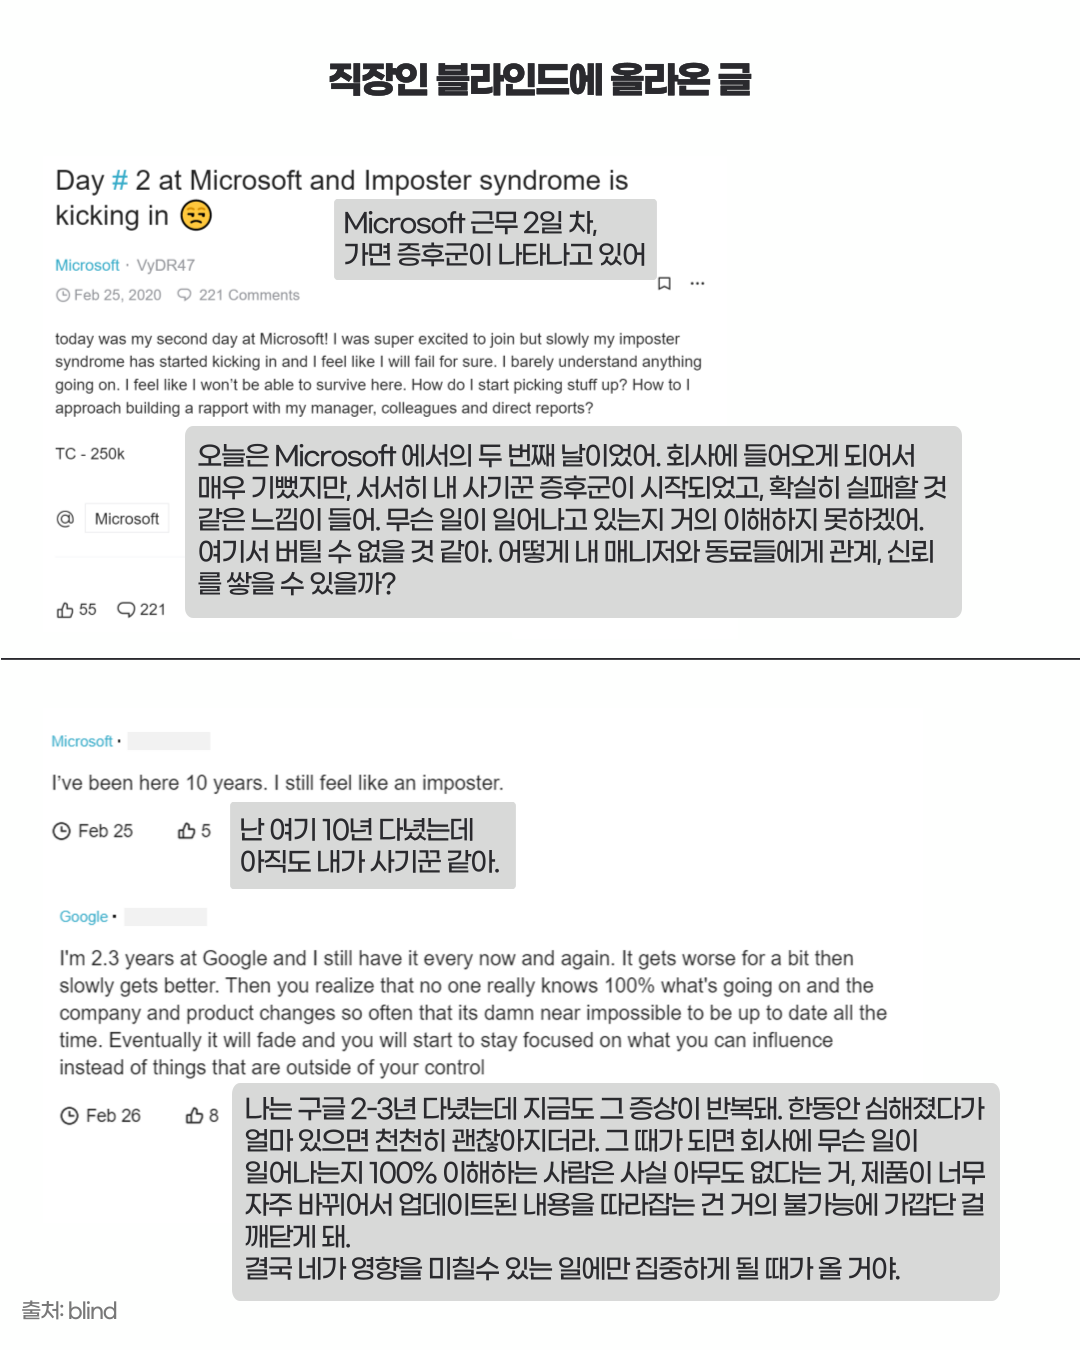 직장인 블라인드에 올라온 글
Day # 2 at Microsoft and Imposter syndrome is
kicking in 😒
Microsoft 근무 2일 차,
가면 증후군이 나타나고 있어
Microsoft · VyDR47
Feb 25, 2020 221 Comments
today was my second day at Microsoft! I was super excited to join but slowly my imposter
syndrome has started kicking in and I feel like I will fail for sure. I barely understand anything
going on. I feel like I won't be able to survive here. How do I start picking stuff up? How to I
approach building a rapport with my manager, colleagues and direct reports?
TC - 250k
오늘은 Microsoft 에서의 두 번째 날이었어. 회사에 들어오게 되어서
매우 기뻤지만, 서서히 내 사기꾼 증후군이 시작되었고, 확실히 실패할 것
같은 느낌이 들어. 무슨 일이 일어나고 있는지 거의 이해하지 못하겠어.
여기서 버틸 수 없을 것 같아. 어떻게 내 매니저와 동료들에게 관계, 신뢰
를 쌓을 수 있을까?
@ Microsoft
55 221
Microsoft •
I've been here 10 years. I still feel like an imposter.
Feb 25 5
난 여기 10년 다녔는데
아직도 내가 사기꾼 같아.
Google •
I'm 2.3 years at Google and I still have it every now and again. It gets worse for a bit then
slowly gets better. Then you realize that no one really knows 100% what's going on and the
company and product changes so often that its damn near impossible to be up to date all the
time. Eventually it will fade and you will start to stay focused on what you can influence
instead of things that are outside of your control
Feb 26 8
나는 구글 2-3년 다녔는데 지금도 그 증상이 반복돼. 한동안 심해졌다가
얼마 있으면 천천히 괜찮아지더라. 그 때가 되면 회사에 무슨 일이
일어나는지 100% 이해하는 사람은 사실 아무도 없다는 거, 제품이 너무
자주 바뀌어서 업데이트된 내용을 따라잡는 건 거의 불가능에 가깝단 걸
깨닫게 돼.
결국 네가 영향을 미칠수 있는 일에만 집중하게 될 때가 올 거야.
출처: blind